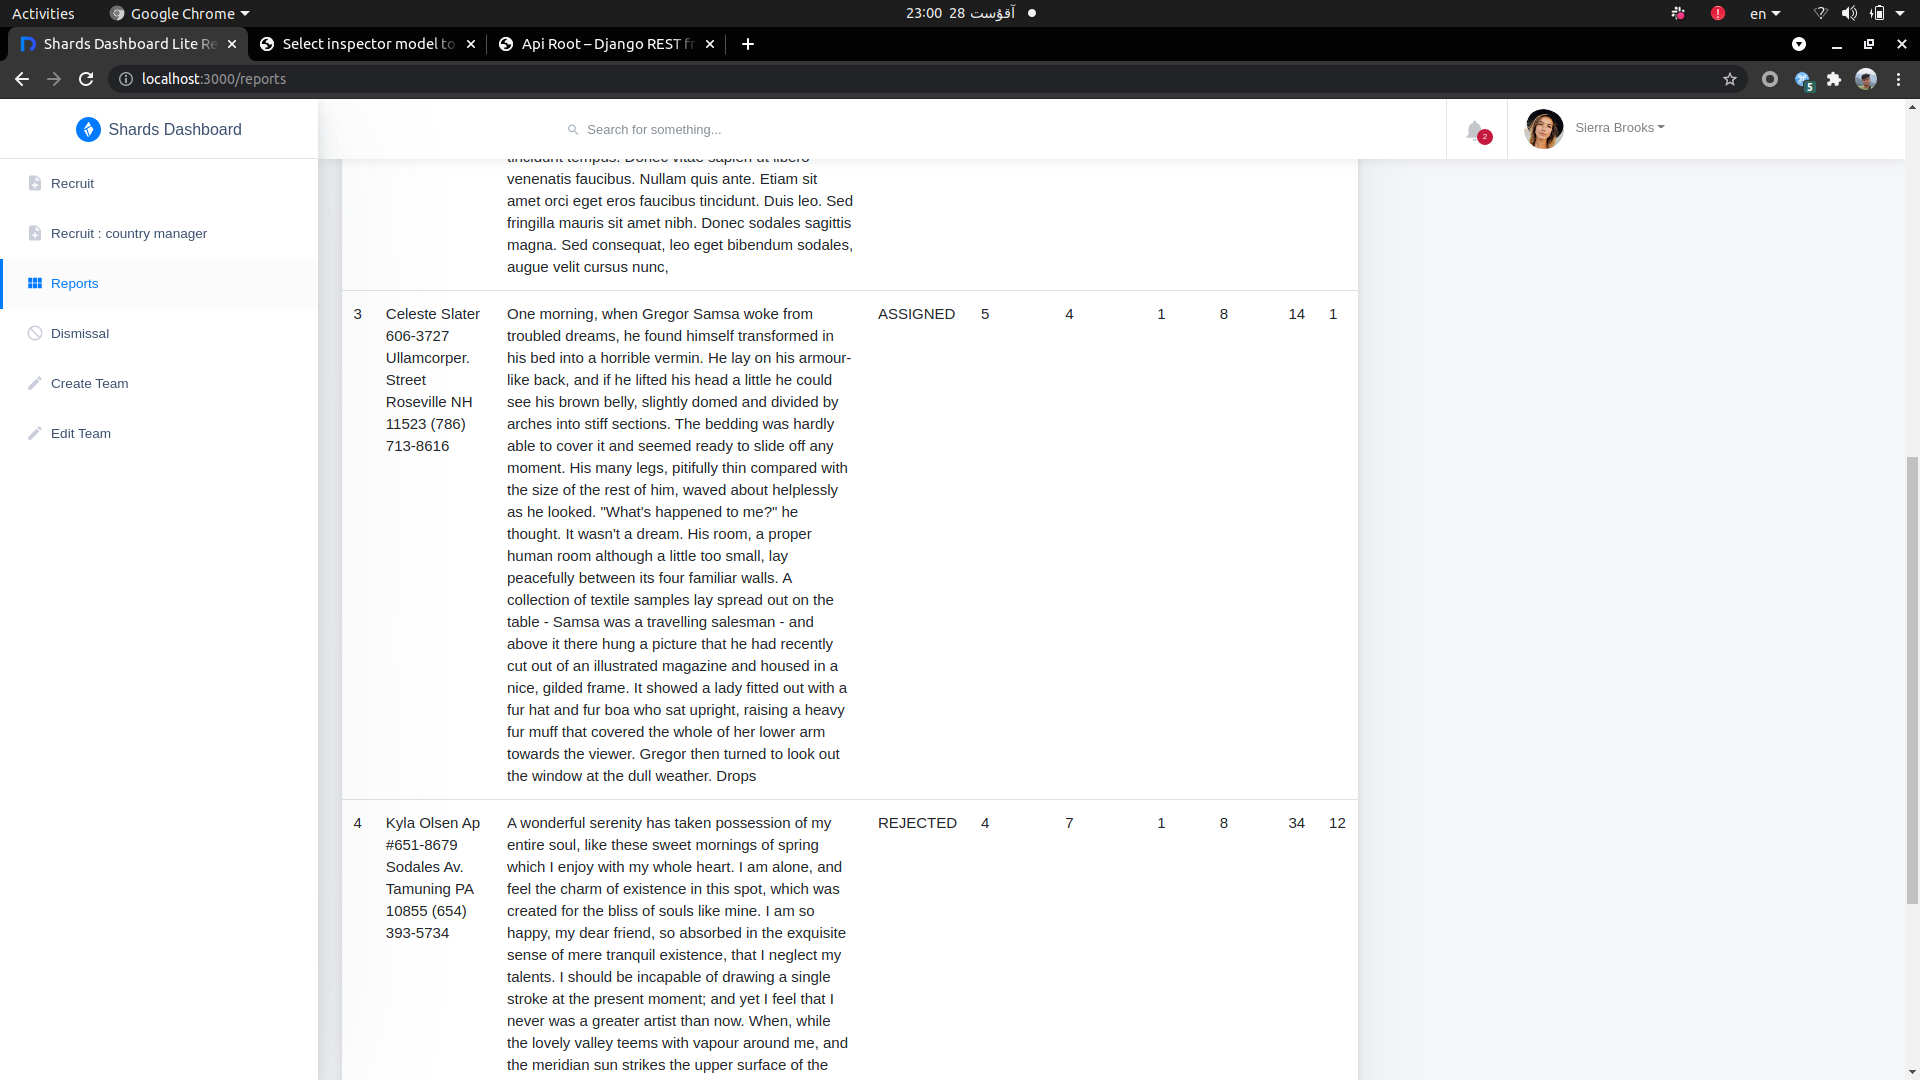 Activities
Google Chrome
23:00 28 آقۇست
en
Shards Dashboard Lite Re
Select inspector model to
Api Root – Django REST fr
localhost:3000/reports
5
Shards Dashboard
Search for something...
2
Sierra Brooks
Recruit
Recruit : country manager
Reports
Dismissal
Create Team
Edit Team
tincidunt tempus. Donec vitae sapien ut libero
venenatis faucibus. Nullam quis ante. Etiam sit
amet orci eget eros faucibus tincidunt. Duis leo. Sed
fringilla mauris sit amet nibh. Donec sodales sagittis
magna. Sed consequat, leo eget bibendum sodales,
augue velit cursus nunc,
3
Celeste Slater
606-3727
Ullamcorper.
Street
Roseville NH
11523 (786)
713-8616
One morning, when Gregor Samsa woke from
troubled dreams, he found himself transformed in
his bed into a horrible vermin. He lay on his armour-
like back, and if he lifted his head a little he could
see his brown belly, slightly domed and divided by
arches into stiff sections. The bedding was hardly
able to cover it and seemed ready to slide off any
moment. His many legs, pitifully thin compared with
the size of the rest of him, waved about helplessly
as he looked. "What's happened to me?" he
thought. It wasn't a dream. His room, a proper
human room although a little too small, lay
peacefully between its four familiar walls. A
collection of textile samples lay spread out on the
table - Samsa was a travelling salesman - and
above it there hung a picture that he had recently
cut out of an illustrated magazine and housed in a
nice, gilded frame. It showed a lady fitted out with a
fur hat and fur boa who sat upright, raising a heavy
fur muff that covered the whole of her lower arm
towards the viewer. Gregor then turned to look out
the window at the dull weather. Drops
ASSIGNED 5 4 1 8 14 1
4
Kyla Olsen Ap
#651-8679
Sodales Av.
Tamuning PA
10855 (654)
393-5734
A wonderful serenity has taken possession of my
entire soul, like these sweet mornings of spring
which I enjoy with my whole heart. I am alone, and
feel the charm of existence in this spot, which was
created for the bliss of souls like mine. I am so
happy, my dear friend, so absorbed in the exquisite
sense of mere tranquil existence, that I neglect my
talents. I should be incapable of drawing a single
stroke at the present moment; and yet I feel that I
never was a greater artist than now. When, while
the lovely valley teems with vapour around me, and
the meridian sun strikes the upper surface of the
REJECTED 4 7 1 8 34 12